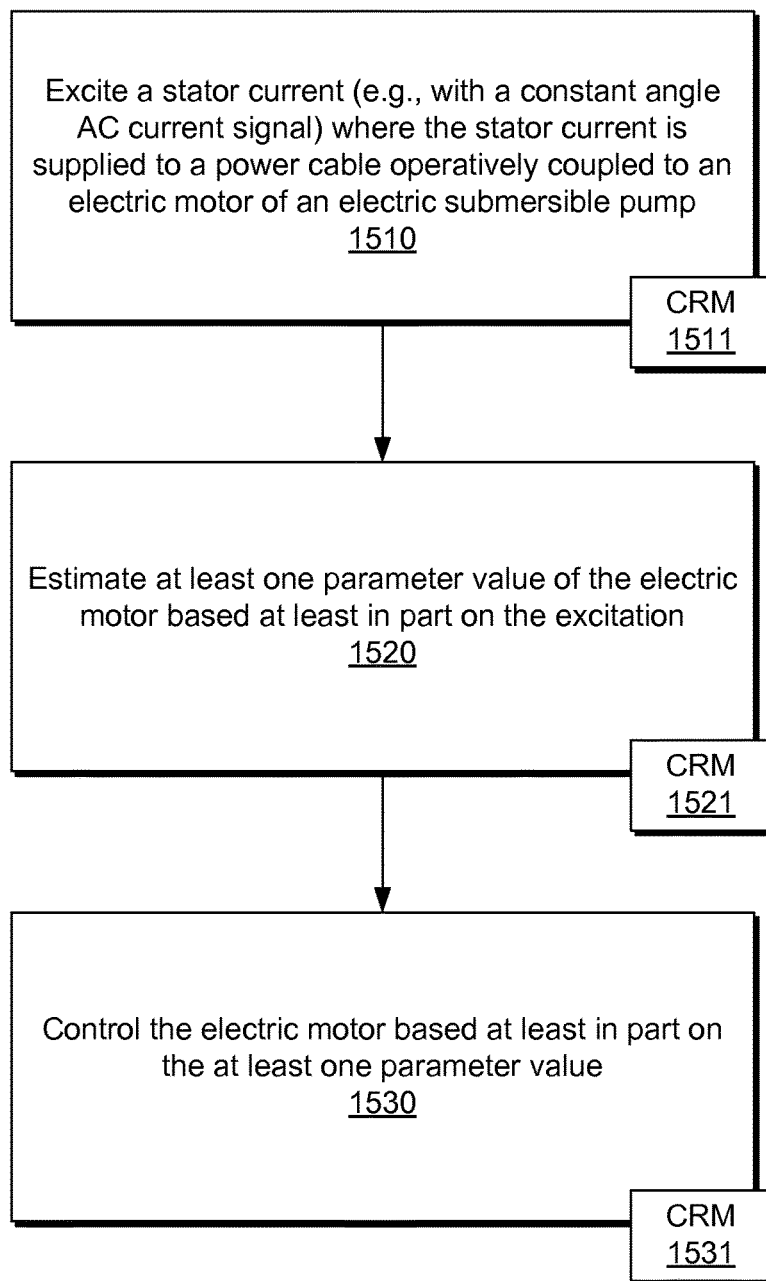 Excite a stator current (e.g., with a constant angle
AC current signal) where the stator current is
supplied to a power cable operatively coupled to an
electric motor of an electric submersible pump
1510
CRM
1511
Estimate at least one parameter value of the electric
motor based at least in part on the excitation
1520
CRM
1521
Control the electric motor based at least in part on
the at least one parameter value
1530
CRM
1531